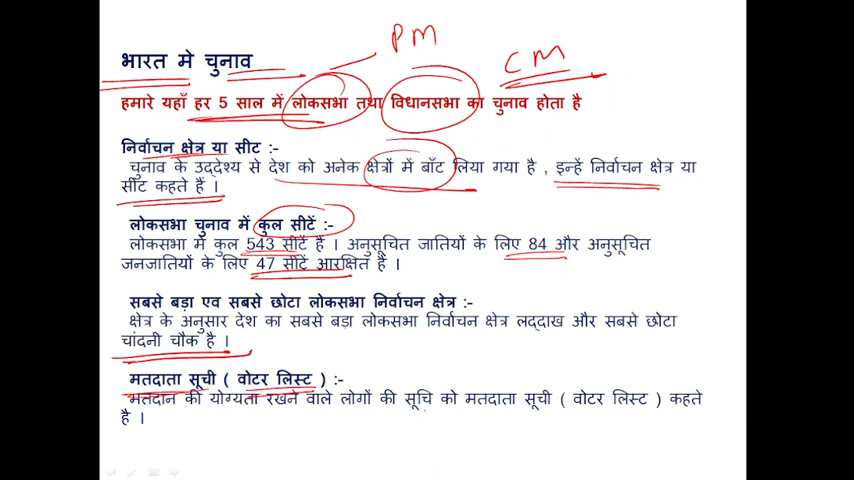 PM
CM
भारत मे चुनाव
हमारे यहाँ हर 5 साल में लोकसभा तथा विधानसभा का चुनाव होता है
निर्वाचन क्षेत्र या सीट :-
चुनाव के उद्देश्य से देश को अनेक क्षेत्रों में बाँट लिया गया है , इन्हें निर्वाचन क्षेत्र या
सीट कहते हैं ।
लोकसभा चुनाव में कुल सीटें :-
लोकसभा में कुल 543 सीटें हैं । अनुसूचित जातियों के लिए 84 और अनुसूचित
जनजातियों के लिए 47 सीटें आरक्षित हैं ।
सबसे बड़ा एव सबसे छोटा लोकसभा निर्वाचन क्षेत्र :-
क्षेत्र के अनुसार देश का सबसे बड़ा लोकसभा निर्वाचन क्षेत्र लद्दाख और सबसे छोटा
चांदनी चौक है ।
मतदाता सूची ( वोटर लिस्ट ) :-
मतदान की योग्यता रखने वाले लोगों की सूचि को मतदाता सूची ( वोटर लिस्ट ) कहते
है ।